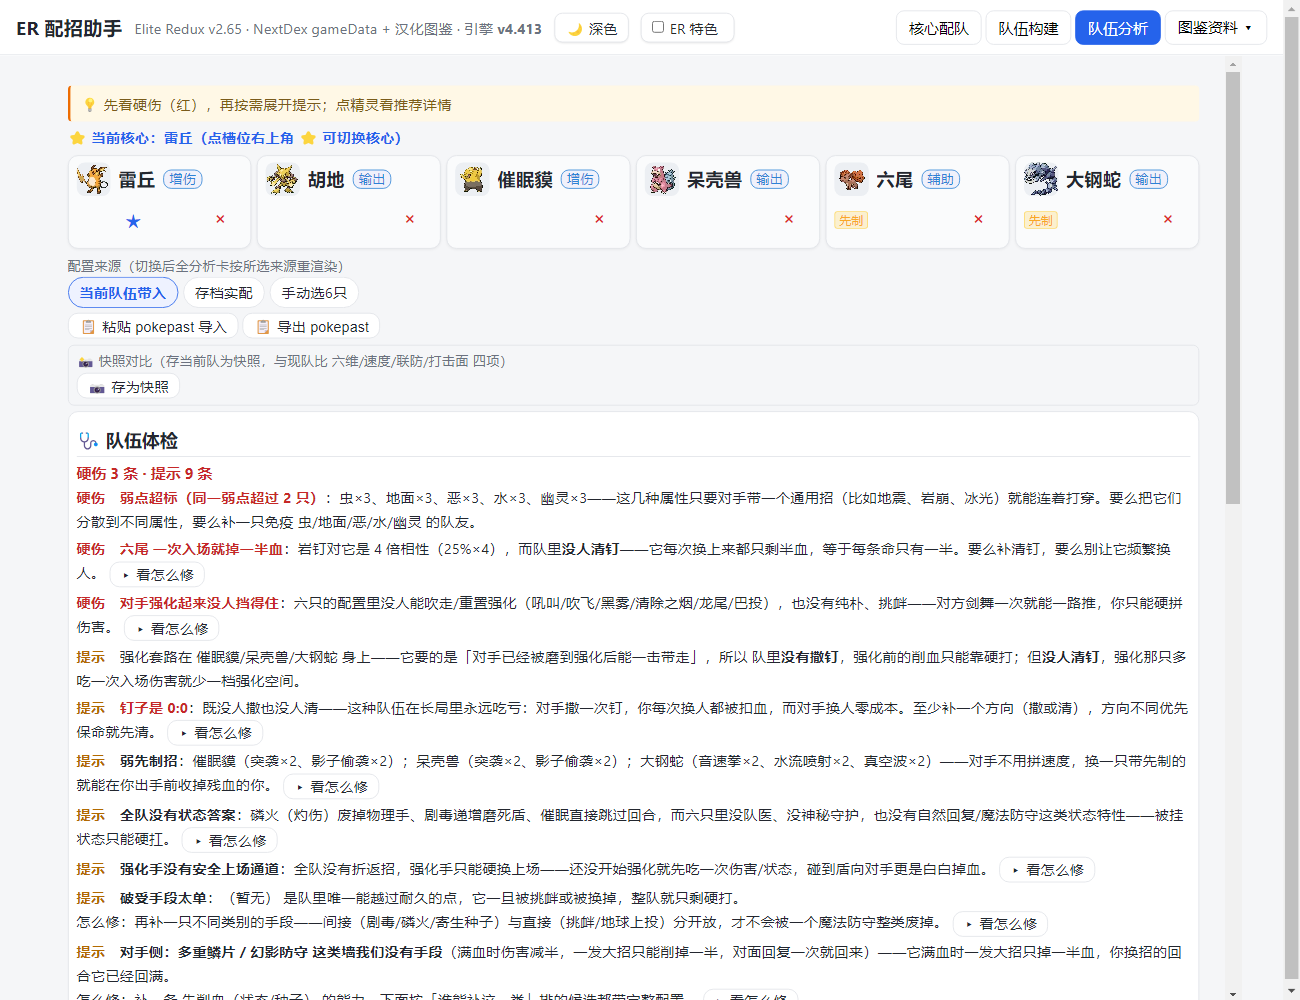 ER 配招助手 Elite Redux v2.65 · NextDex gameData + 汉化图鉴 · 引擎 v4.413 🌙 深色 ER 特色 核心配队 队伍构建 队伍分析 图鉴资料 ▾
💡 先看硬伤（红），再按需展开提示；点精灵看推荐详情
⭐ 当前核心：雷丘（点槽位右上角 ⭐ 可切换核心）
雷丘 增伤 胡地 输出 催眠貘 增伤 呆壳兽 输出 六尾 辅助 大钢蛇 输出
★ × × × × 先制 × 先制 ×
配置来源（切换后全分析卡按所选来源重渲染）
当前队伍带入 存档实配 手动选6只
📋 粘贴 pokepast 导入 📋 导出 pokepast
📷 快照对比（存当前队为快照，与现队比 六维/速度/联防/打击面 四项）
📷 存为快照
🩺 队伍体检
硬伤 3 条 · 提示 9 条
硬伤 弱点超标（同一弱点超过 2 只）：虫×3、地面×3、恶×3、水×3、幽灵×3——这几种属性只要对手带一个通用招（比如地震、岩崩、冰光）就能连着打穿。要么把它们
分散到不同属性，要么补一只免疫 虫/地面/恶/水/幽灵 的队友。
硬伤 六尾 一次入场就掉一半血：岩钉对它是 4 倍相性（25%×4），而队里没人清钉——它每次换上来都只剩半血，等于每条命只有一半。要么补清钉，要么别让它频繁换
人。 ▸ 看怎么修
硬伤 对手强化起来没人挡得住：六只的配置里没人能吹走/重置强化（吼叫/吹飞/黑雾/清除之烟/龙尾/巴投），也没有纯朴、挑衅——对方剑舞一次就能一路推，你只能硬拼
伤害。 ▸ 看怎么修
提示 强化套路在 催眠貘/呆壳兽/大钢蛇 身上——它要的是「对手已经被磨到强化后能一击带走」，所以 队里没有撒钉，强化前的削血只能靠硬打；但没人清钉，强化那只多
吃一次入场伤害就少一档强化空间。
提示 钉子是 0:0：既没人撒也没人清——这种队伍在长局里永远吃亏：对手撒一次钉，你每次换人都被扣血，而对手换人零成本。至少补一个方向（撒或清），方向不同优先
保命就先清。 ▸ 看怎么修
提示 弱先制招：催眠貘（突袭×2、影子偷袭×2）；呆壳兽（突袭×2、影子偷袭×2）；大钢蛇（音速拳×2、水流喷射×2、真空波×2）——对手不用拼速度，换一只带先制的
就能在你出手前收掉残血的你。 ▸ 看怎么修
提示 全队没有状态答案：磷火（灼伤）废掉物理手、剧毒递增磨死盾、催眠直接跳过回合，而六只里没队医、没神秘守护，也没有自然回复/魔法防守这类状态特性——被挂
状态只能硬扛。 ▸ 看怎么修
提示 强化手没有安全上场通道：全队没有折返招，强化手只能硬换上场——还没开始强化就先吃一次伤害/状态，碰到盾向对手更是白白掉血。 ▸ 看怎么修
提示 破受手段太单：（暂无） 是队里唯一能越过耐久的点，它一旦被挑衅或被换掉，整队就只剩硬打。
怎么修：再补一只不同类别的手段——间接（剧毒/磷火/寄生种子）与直接（挑衅/地球上投）分开放，才不会被一个魔法防守整类废掉。 ▸ 看怎么修
提示 对手侧：多重鳞片 / 幻影防守 这类墙我们没有手段（满血时伤害减半，一发大招只能削掉一半，对面回复一次就回来）——它满血时一发大招只掉一半血，你换招的回
合它已经回满。
怎么修：补一条 先削血（状态/种子） 的能力，下面按「谁能补这一类」排的候选都带完整配置。 ▸ 看怎么修